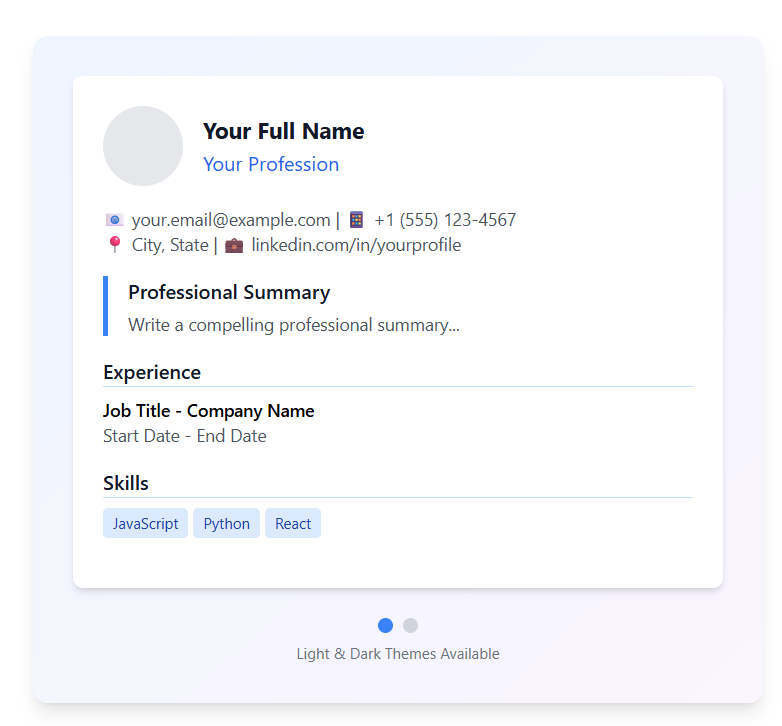 Your Full Name
Your Profession
📧 your.email@example.com | 📱 +1 (555) 123-4567
📍 City, State | 💼 linkedin.com/in/yourprofile
Professional Summary
Write a compelling professional summary...
Experience
Job Title - Company Name
Start Date - End Date
Skills
JavaScript Python React
Light & Dark Themes Available